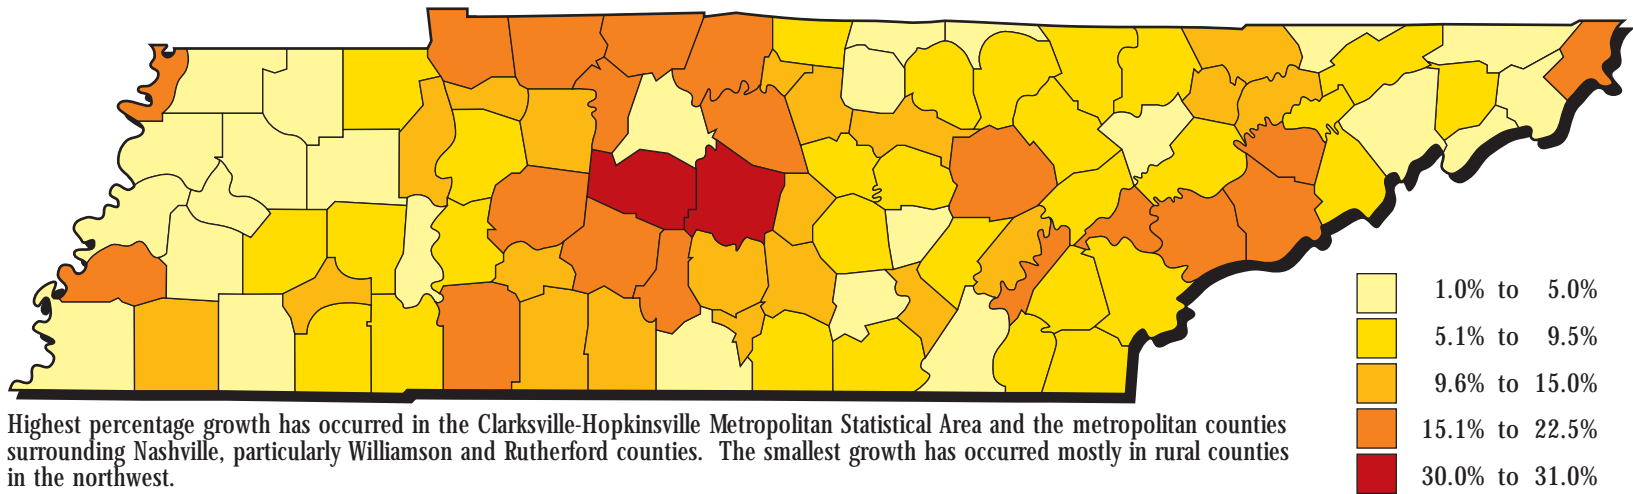 1.0% to 5.0%
5.1% to 9.5%
9.6% to 15.0%
15.1% to 22.5%
30.0% to 31.0%
Highest percentage growth has occurred in the Clarksville-Hopkinsville Metropolitan Statistical Area and the metropolitan counties
surrounding Nashville, particularly Williamson and Rutherford counties. The smallest growth has occurred mostly in rural counties
in the northwest.